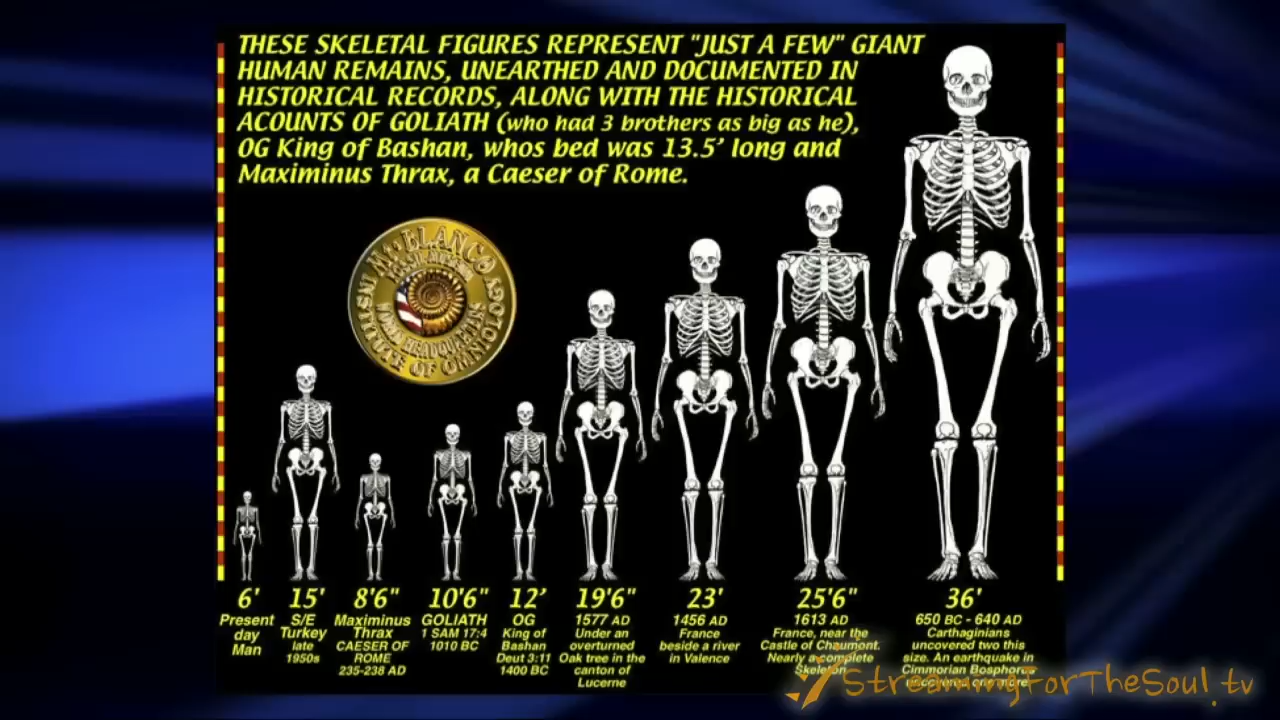 THESE SKELETAL FIGURES REPRESENT "JUST A FEW" GIANT
HUMAN REMAINS, UNEARTHED AND DOCUMENTED IN
HISTORICAL RECORDS, ALONG WITH THE HISTORICAL
ACOUNTS OF GOLIATH (who had 3 brothers as big as he),
OG King of Bashan, whos bed was 13.5' long and
Maximinus Thrax, a Caeser of Rome.
Mt. BLANCO
WORLD HEADQUARTERS
INSTITUTE OF OMNIOLOGY
6'
Present
day
Man
15'
S/E
Turkey
late
1950s
8'6"
Maximinus
Thrax
CAESER OF
ROME
235-238 AD
10'6"
GOLIATH
1 SAM 17:4
1010 BC
12'
OG
King of
Bashan
Deut 3:11
1400 BC
19'6"
1577 AD
Under an
overturned
Oak tree in the
canton of
Lucerne
23'
1456 AD
France
beside a river
in Valence
25'6"
1613 AD
France, near the
Castle of Chaumont.
Nearly a complete
Skeleton
36'
650 BC - 640 AD
Carthaginians
uncovered two this
size. An earthquake in
Cimmorian Bosphoros
StreamingForTheSoul.tv